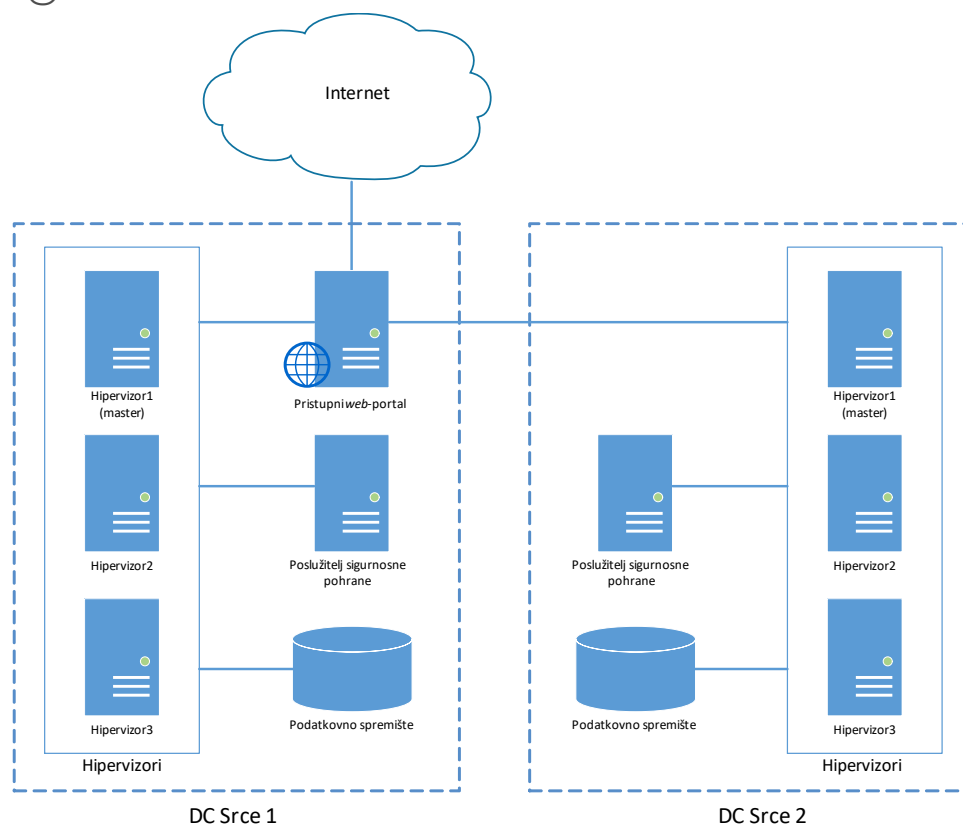 Internet
Hipervizor1
(master)
Pristupni web-portal
Hipervizor2
Poslužitelj sigurnosne
pohrane
Hipervizor3
Podatkovno spremište
Hipervizori
DC Srce 1
Hipervizor1
(master)
Poslužitelj sigurnosne
pohrane
Hipervizor2
Podatkovno spremište
Hipervizor3
Hipervizori
DC Srce 2